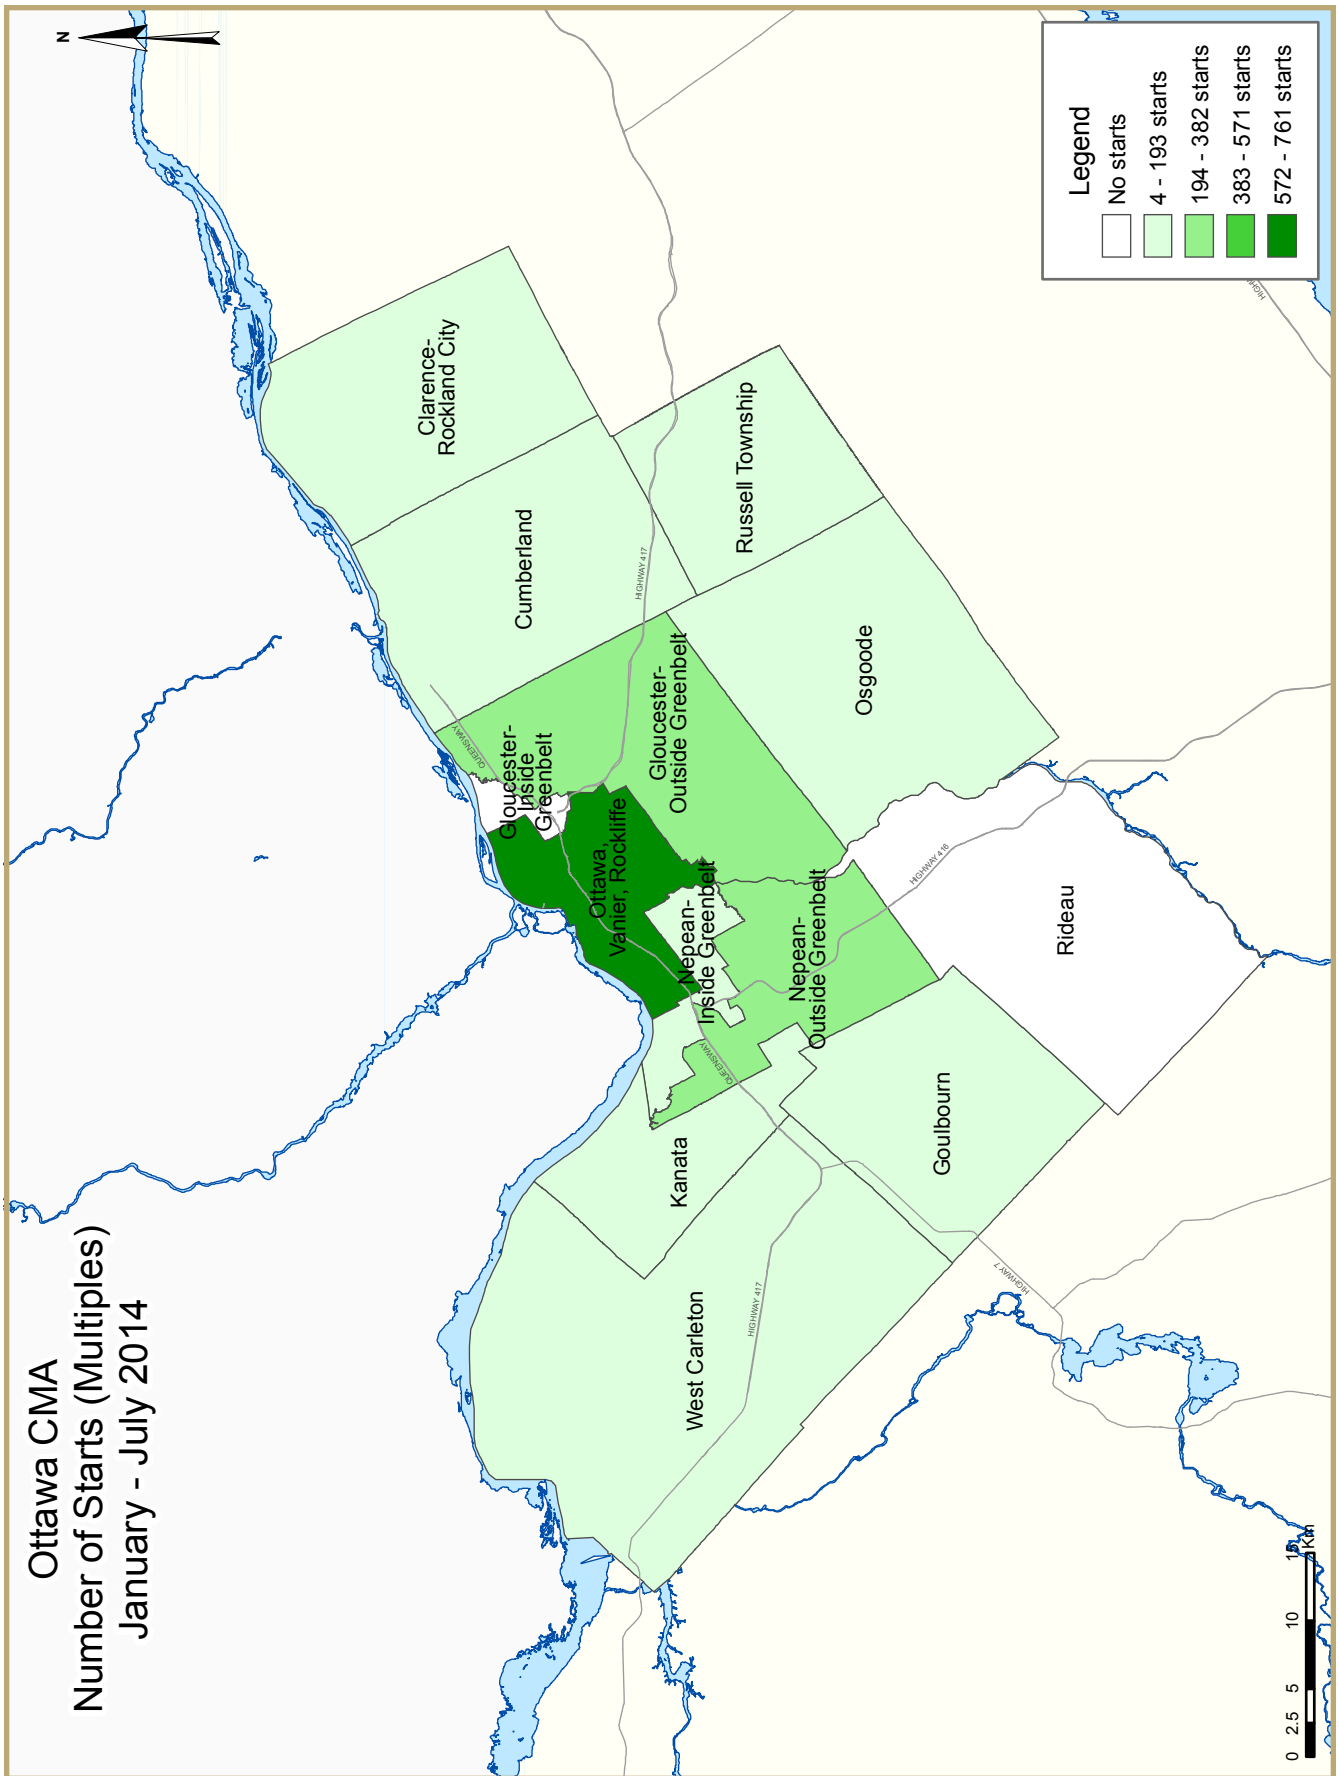 Ottawa CMA
Number of Starts (Multiples)
January - July 2014
N
Clarence-
Rockland City
Cumberland
Russell Township
HIGHWAY 417
QUEENSWAY
Gloucester-
Inside
Greenbelt
Gloucester-
Outside Greenbelt
Osgoode
Ottawa,
Vanier, Rockliffe
Nepean-
Inside Greenbelt
Nepean-
Outside Greenbelt
HIGHWAY 416
Rideau
QUEENSWAY
Kanata
Goulbourn
West Carleton
HIGHWAY 417
HIGHWAY 7
Legend
No starts
4 - 193 starts
194 - 382 starts
383 - 571 starts
572 - 761 starts
0 2.5 5 10 15
Km